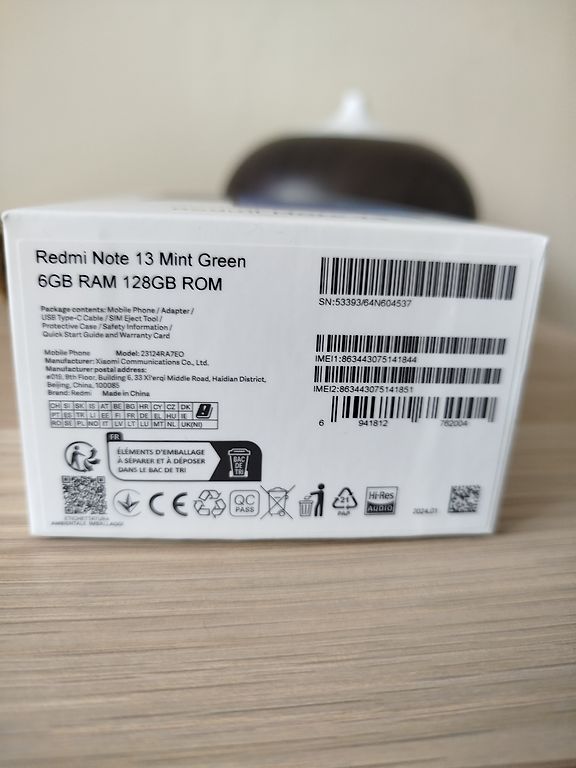 Redmi Note 13 Mint Green
6GB RAM 128GB ROM
Package contents: Mobile Phone / Adapter /
USB Type-C Cable / SIM Eject Tool /
Protective Case / Safety Information /
Quick Start Guide and Warranty Card
Mobile Phone Model: 23124RA7EO
Manufacturer: Xiaomi Communications Co., Ltd.
Manufacturer postal address:
#019, 9th Floor, Building 6, 33 Xi'erqi Middle Road, Haidian District,
Beijing, China, 100085
Brand: Redmi Made in China
CH SI SK IS AT BE BG HR CY CZ DK
PT ES TR LI EE FI FR DE EL HU IE
RO SE PL NO IT LV LT LU MT NL UK(NI)
SN:53393/64N604537
IMEI1:863443075141844
IMEI2:863443075141851
6 941812 762004
FR
ÉLÉMENTS D'EMBALLAGE
À SÉPARER ET À DÉPOSER
DANS LE BAC DE TRI
BAC
DE
TRI
CE
QC
PASS
21
PAP
Hi-Res
AUDIO
2024.01
AMBIENTALE IMBALLAGGI